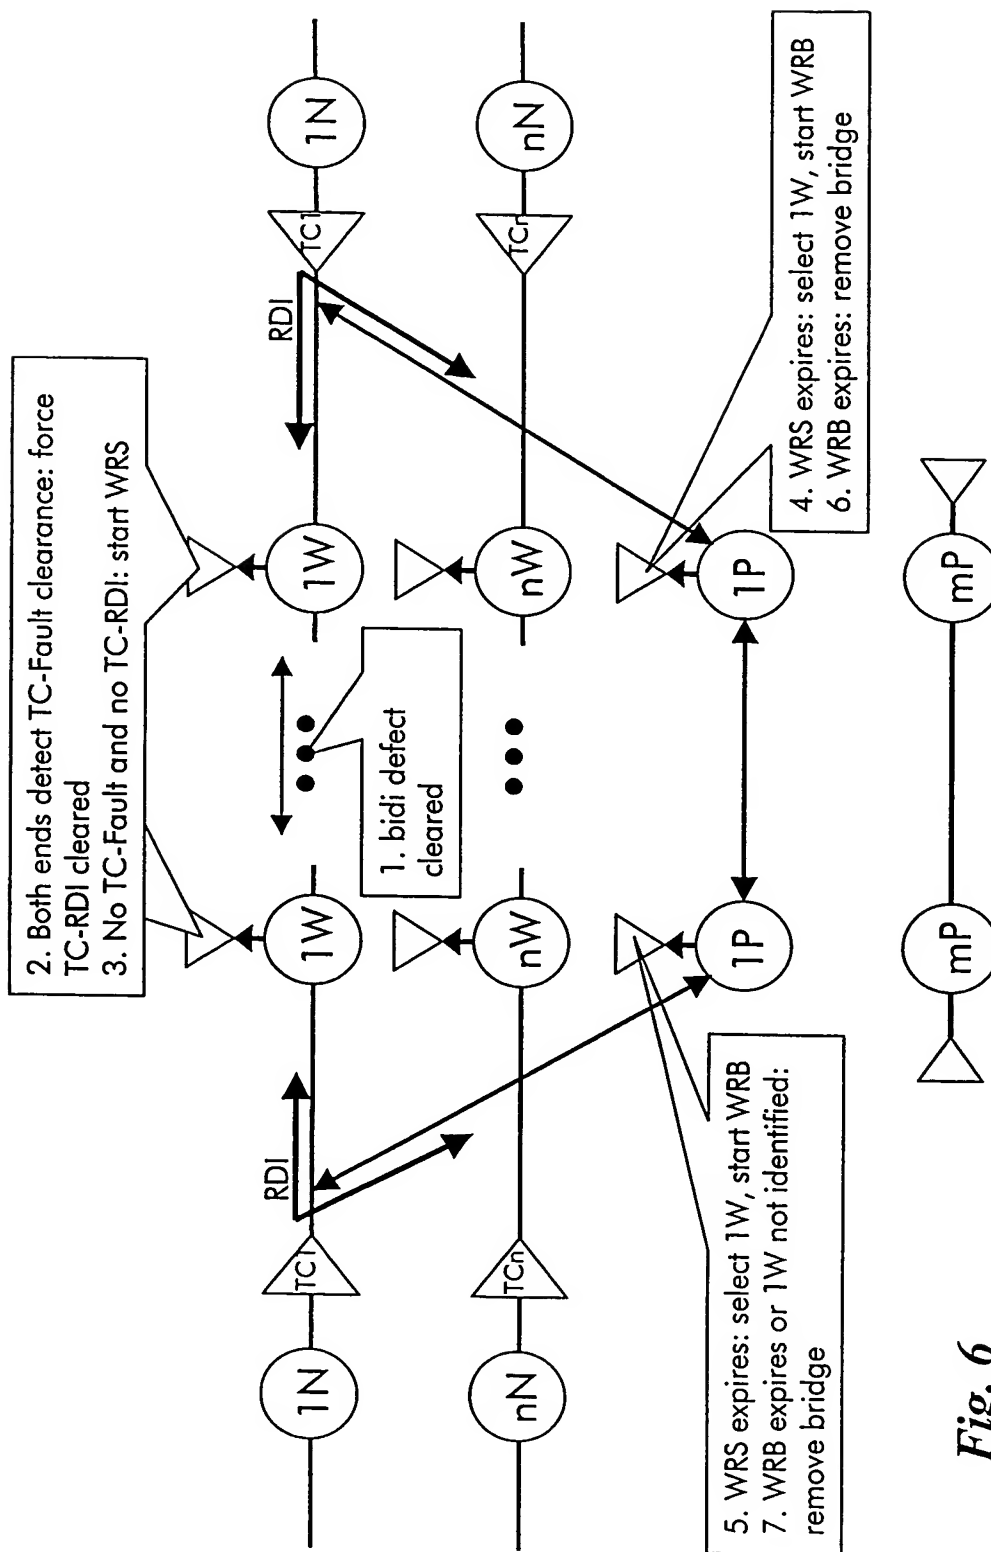 2. Both ends detect TC-Fault clearance: force
TC-RDI cleared
3. No TC-Fault and no TC-RDI: start WRS
1N
TC1
RDI
1W
1W
RDI
TC1
1N
1. bidi defect
cleared
nN
TCn
nW
nW
TCn
nN
1P
1P
5. WRS expires: select 1W, start WRB
7. WRB expires or 1W not identified:
remove bridge
4. WRS expires: select 1W, start WRB
6. WRB expires: remove bridge
mP
mP
Fig. 6